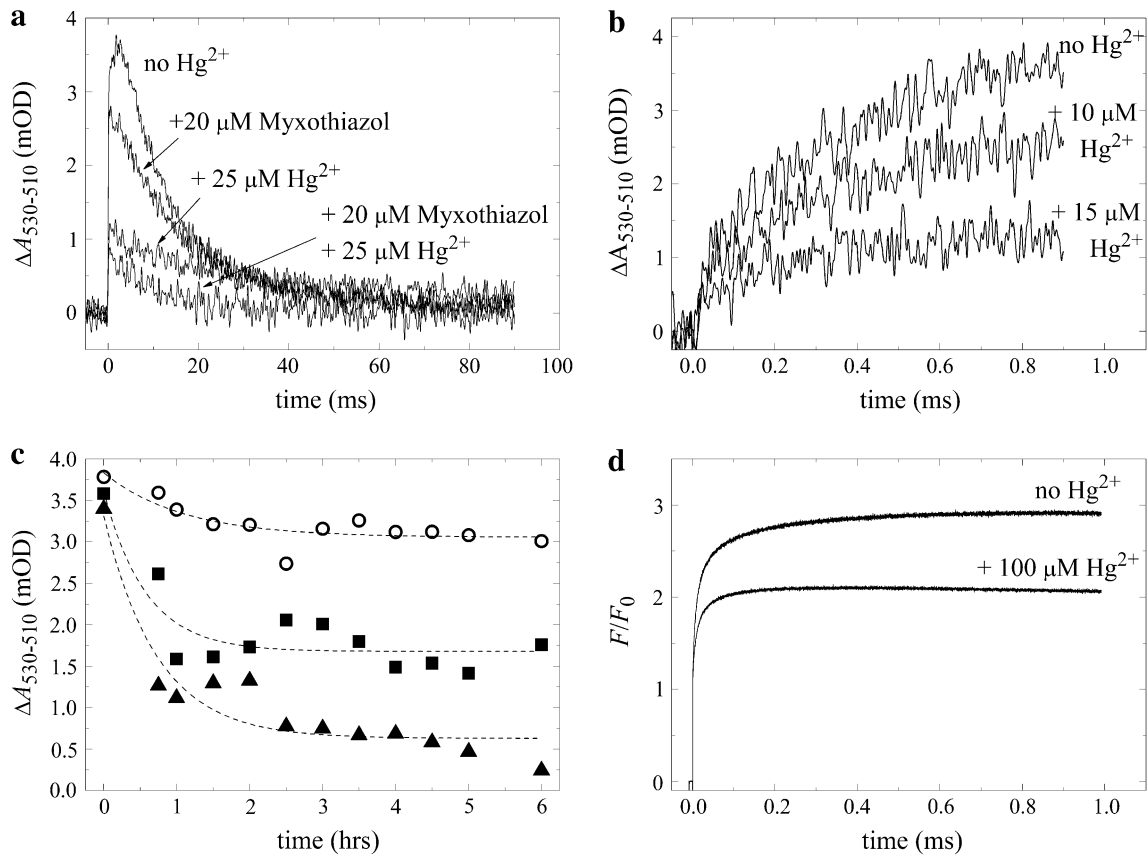 a
4
3
2
1
0
ΔA530-510 (mOD)
no Hg2+
+20 μM Myxothiazol
+ 25 μM Hg2+
+ 20 μM Myxothiazol
+ 25 μM Hg2+
0 20 40 60 80 100
time (ms)
b
4
3
2
1
0
ΔA530-510 (mOD)
no Hg2+
+ 10 μM
Hg2+
+ 15 μM
Hg2+
0.0 0.2 0.4 0.6 0.8 1.0
time (ms)
c
4.0
3.5
3.0
2.5
2.0
1.5
1.0
0.5
0.0
ΔA530-510 (mOD)
0 1 2 3 4 5 6
time (hrs)
d
3
2
1
0
F/F0
no Hg2+
+ 100 μM Hg2+
0.0 0.2 0.4 0.6 0.8 1.0
time (ms)